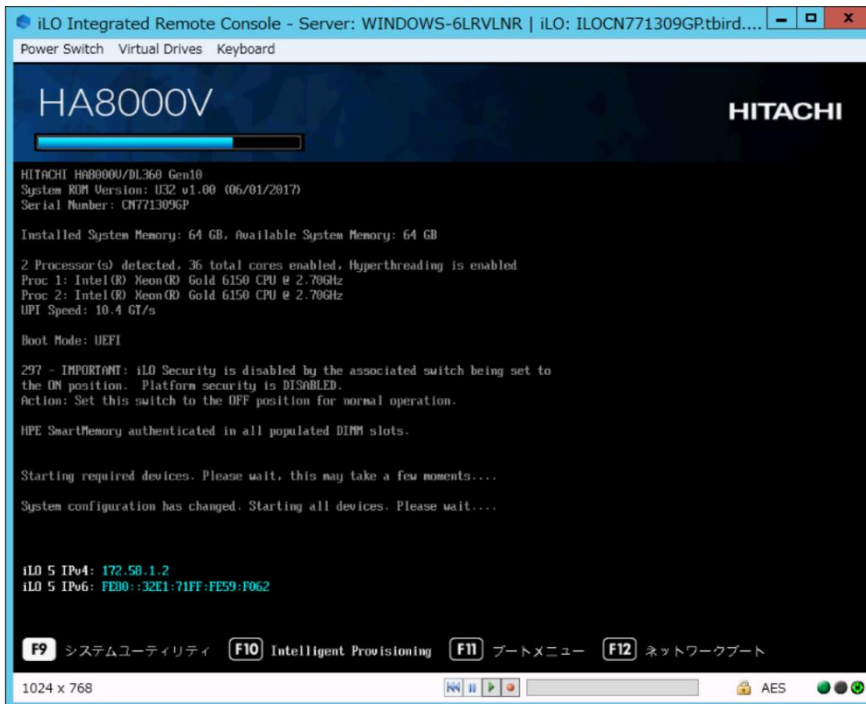 iLO Integrated Remote Console - Server: WINDOWS-6LRVLNR | iLO: ILOCN771309GP.tbird....
Power Switch Virtual Drives Keyboard
HA8000V
HITACHI
HITACHI HA8000V/DL360 Gen10
System ROM Version: U32 v1.00 (06/01/2017)
Serial Number: CN771309GP
Installed System Memory: 64 GB, Available System Memory: 64 GB
2 Processor(s) detected, 36 total cores enabled, Hyperthreading is enabled
Proc 1: Intel(R) Xeon(R) Gold 6150 CPU @ 2.70GHz
Proc 2: Intel(R) Xeon(R) Gold 6150 CPU @ 2.70GHz
UPI Speed: 10.4 GT/s
Boot Mode: UEFI
297 - IMPORTANT: iLO Security is disabled by the associated switch being set to
the ON position. Platform security is DISABLED.
Action: Set this switch to the OFF position for normal operation.
HPE SmartMemory authenticated in all populated DIMM slots.
Starting required devices. Please wait, this may take a few moments....
System configuration has changed. Starting all devices. Please wait....
iLO 5 IPv4: 172.58.1.2
iLO 5 IPv6: FE80::32E1:71FF:FE59:F062
F9 システムユーティリティ F10 Intelligent Provisioning F11 ブートメニュー F12 ネットワークブート
1024 x 768 AES